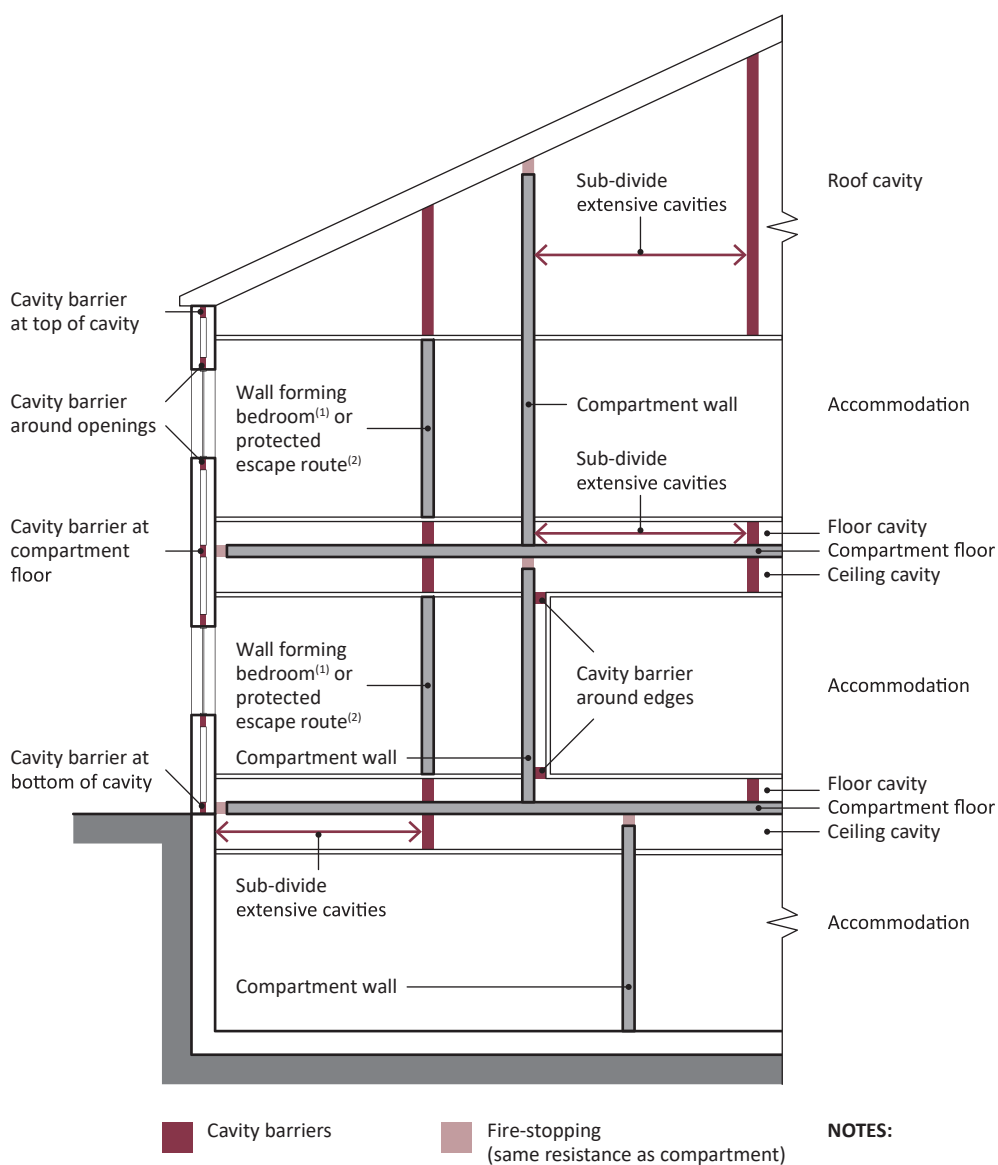 Sub-divide
extensive cavities
Roof cavity
Cavity barrier
at top of cavity
Cavity barrier
around openings
Wall forming
bedroom(1) or
protected
escape route(2)
Compartment wall
Accommodation
Sub-divide
extensive cavities
Cavity barrier at
compartment
floor
Floor cavity
Compartment floor
Ceiling cavity
Wall forming
bedroom(1) or
protected
escape route(2)
Cavity barrier
around edges
Accommodation
Compartment wall
Cavity barrier at
bottom of cavity
Floor cavity
Compartment floor
Ceiling cavity
Sub-divide
extensive cavities
Accommodation
Compartment wall
Cavity barriers
Fire-stopping
(same resistance as compartment)
NOTES: